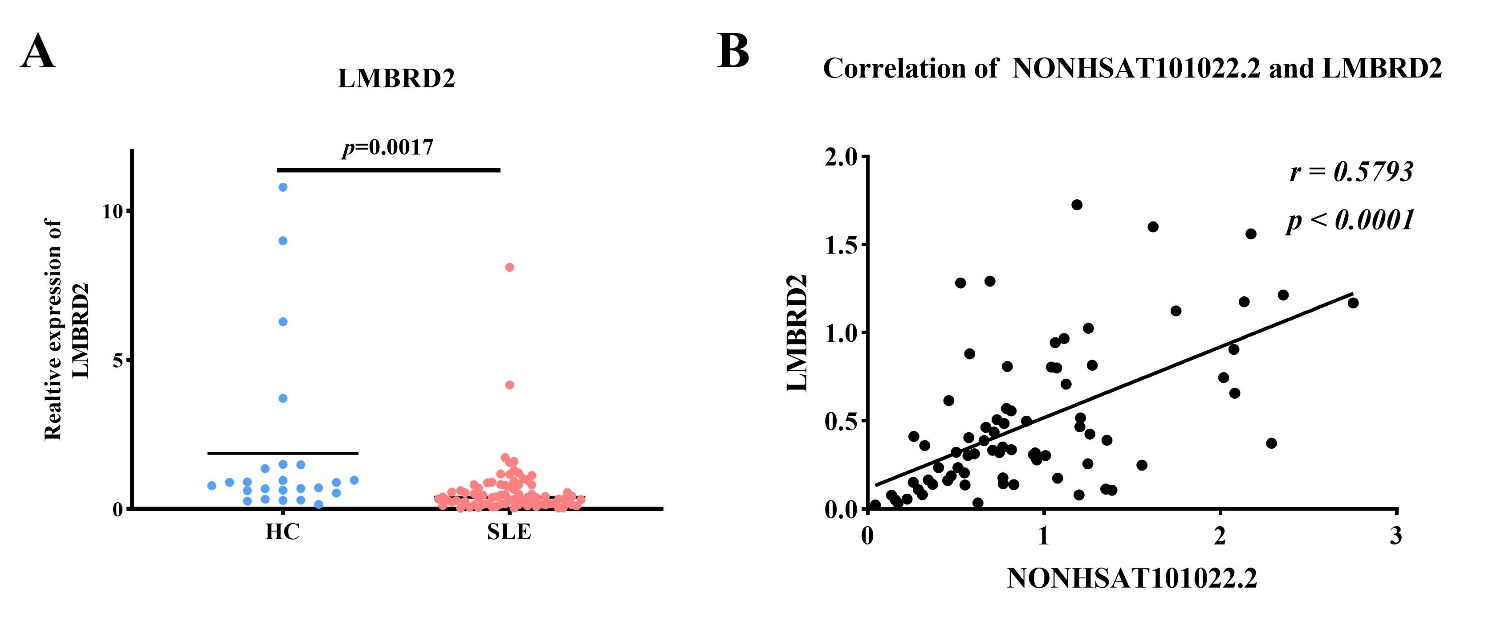 A
LMBRD2
p=0.0017
Realtive expression of
LMBRD2
10
5
0
HC
SLE
B
Correlation of NONHSAT101022.2 and LMBRD2
r = 0.5793
p < 0.0001
LMBRD2
2.0
1.5
1.0
0.5
0.0
0
1
2
3
NONHSAT101022.2